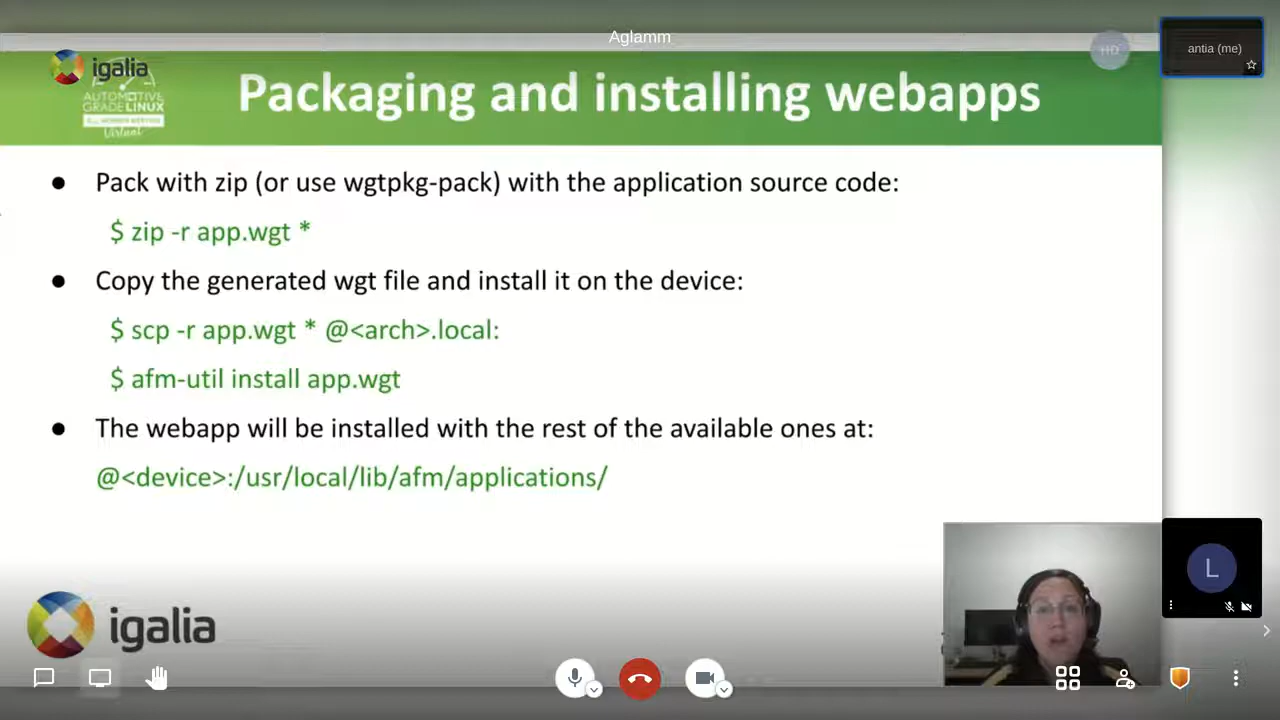 Aglamm
HD
antia (me)
igalia
AUTOMOTIVE
GRADELINUX
Virtual
Packaging and installing webapps
● Pack with zip (or use wgtpkg-pack) with the application source code:
$ zip -r app.wgt *
● Copy the generated wgt file and install it on the device:
$ scp -r app.wgt * @<arch>.local:
$ afm-util install app.wgt
● The webapp will be installed with the rest of the available ones at:
@<device>:/usr/local/lib/afm/applications/
L
igalia